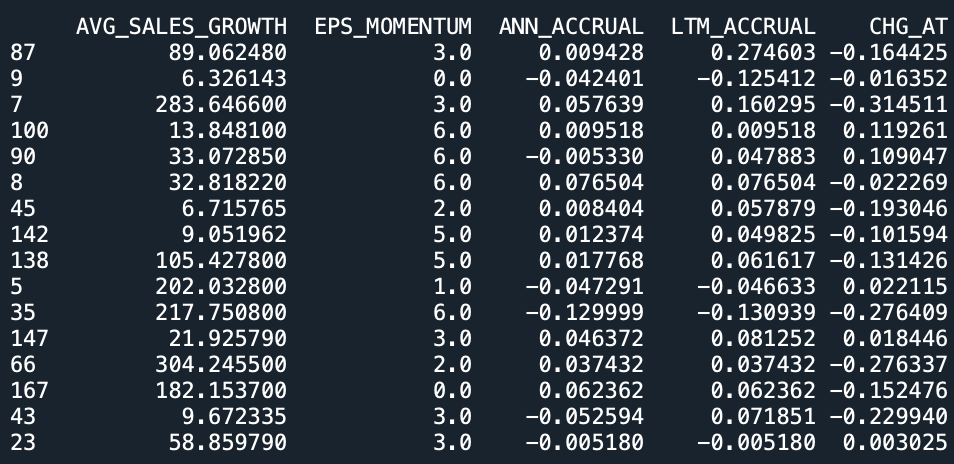 AVG_SALES_GROWTH EPS_MOMENTUM ANN_ACCRUAL LTM_ACCRUAL CHG_AT
87 89.062480 3.0 0.009428 0.274603 -0.164425
9 6.326143 0.0 -0.042401 -0.125412 -0.016352
7 283.646600 3.0 0.057639 0.160295 -0.314511
100 13.848100 6.0 0.009518 0.009518 0.119261
90 33.072850 6.0 -0.005330 0.047883 0.109047
8 32.818220 6.0 0.076504 0.076504 -0.022269
45 6.715765 2.0 0.008404 0.057879 -0.193046
142 9.051962 5.0 0.012374 0.049825 -0.101594
138 105.427800 5.0 0.017768 0.061617 -0.131426
5 202.032800 1.0 -0.047291 -0.046633 0.022115
35 217.750800 6.0 -0.129999 -0.130939 -0.276409
147 21.925790 3.0 0.046372 0.081252 0.018446
66 304.245500 2.0 0.037432 0.037432 -0.276337
167 182.153700 0.0 0.062362 0.062362 -0.152476
43 9.672335 3.0 -0.052594 0.071851 -0.229940
23 58.859790 3.0 -0.005180 -0.005180 0.003025